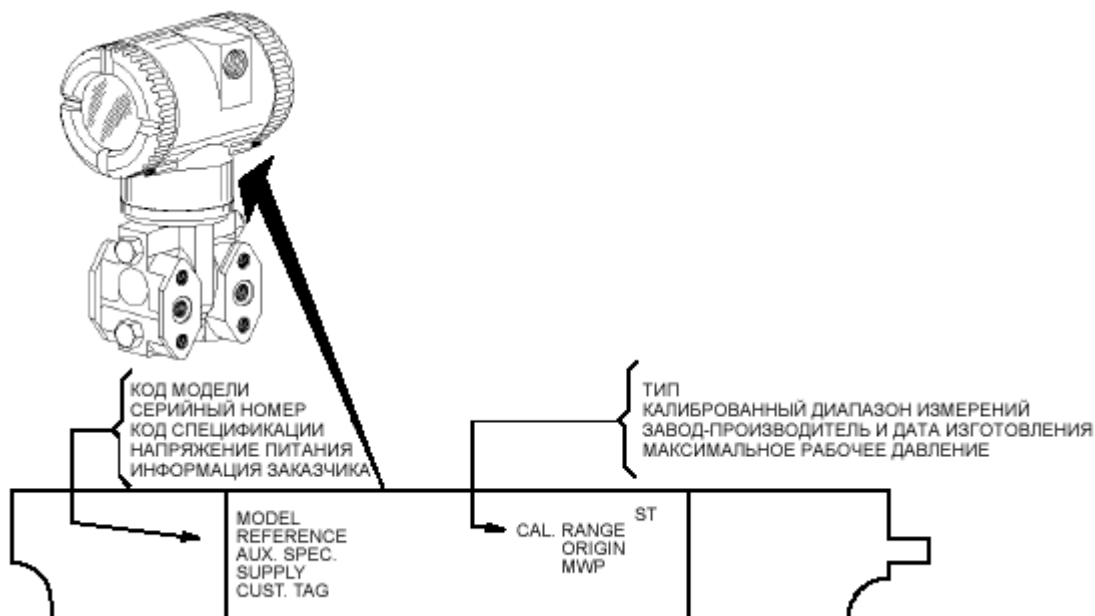 КОД МОДЕЛИ
СЕРИЙНЫЙ НОМЕР
КОД СПЕЦИФИКАЦИИ
НАПРЯЖЕНИЕ ПИТАНИЯ
ИНФОРМАЦИЯ ЗАКАЗЧИКА
ТИП
КАЛИБРОВАННЫЙ ДИАПАЗОН ИЗМЕРЕНИЙ
ЗАВОД-ПРОИЗВОДИТЕЛЬ И ДАТА ИЗГОТОВЛЕНИЯ
МАКСИМАЛЬНОЕ РАБОЧЕЕ ДАВЛЕНИЕ
MODEL
REFERENCE
AUX. SPEC.
SUPPLY
CUST. TAG
ST
CAL. RANGE
ORIGIN
MWP